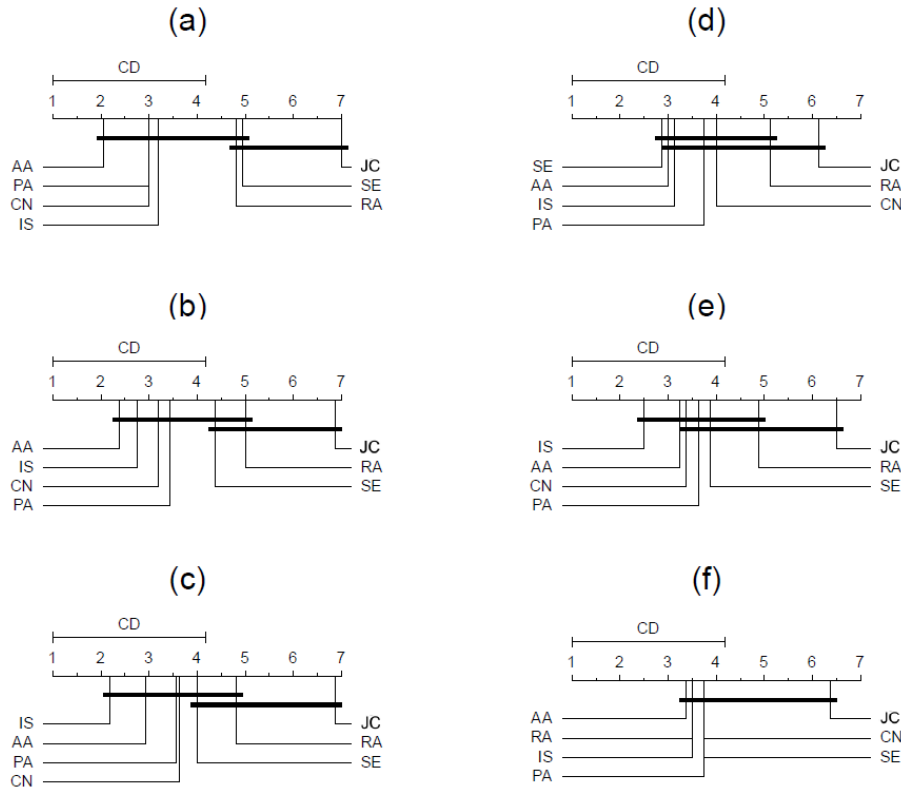 (a)
CD
1 2 3 4 5 6 7
AA JC
PA SE
CN RA
IS
(d)
CD
1 2 3 4 5 6 7
SE JC
AA RA
IS CN
PA
(b)
CD
1 2 3 4 5 6 7
AA JC
IS RA
CN SE
PA
(e)
CD
1 2 3 4 5 6 7
IS JC
AA RA
CN SE
PA
(c)
CD
1 2 3 4 5 6 7
IS JC
AA RA
PA SE
CN
(f)
CD
1 2 3 4 5 6 7
AA JC
RA CN
IS SE
PA